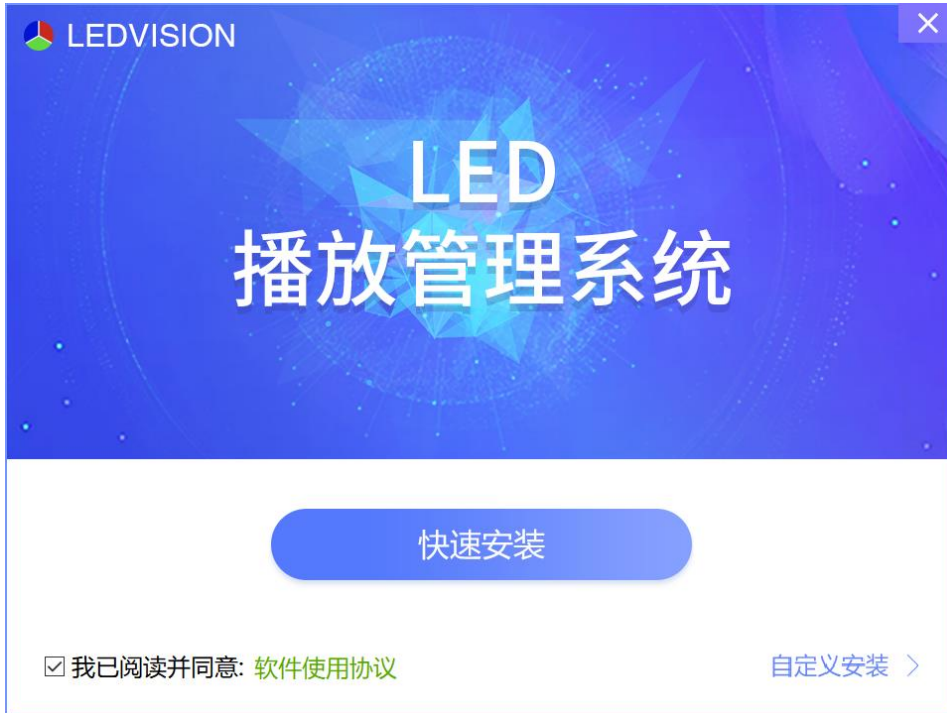 LEDVISION
LED
播放管理系统
快速安装
我已阅读并同意: 软件使用协议
自定义安装